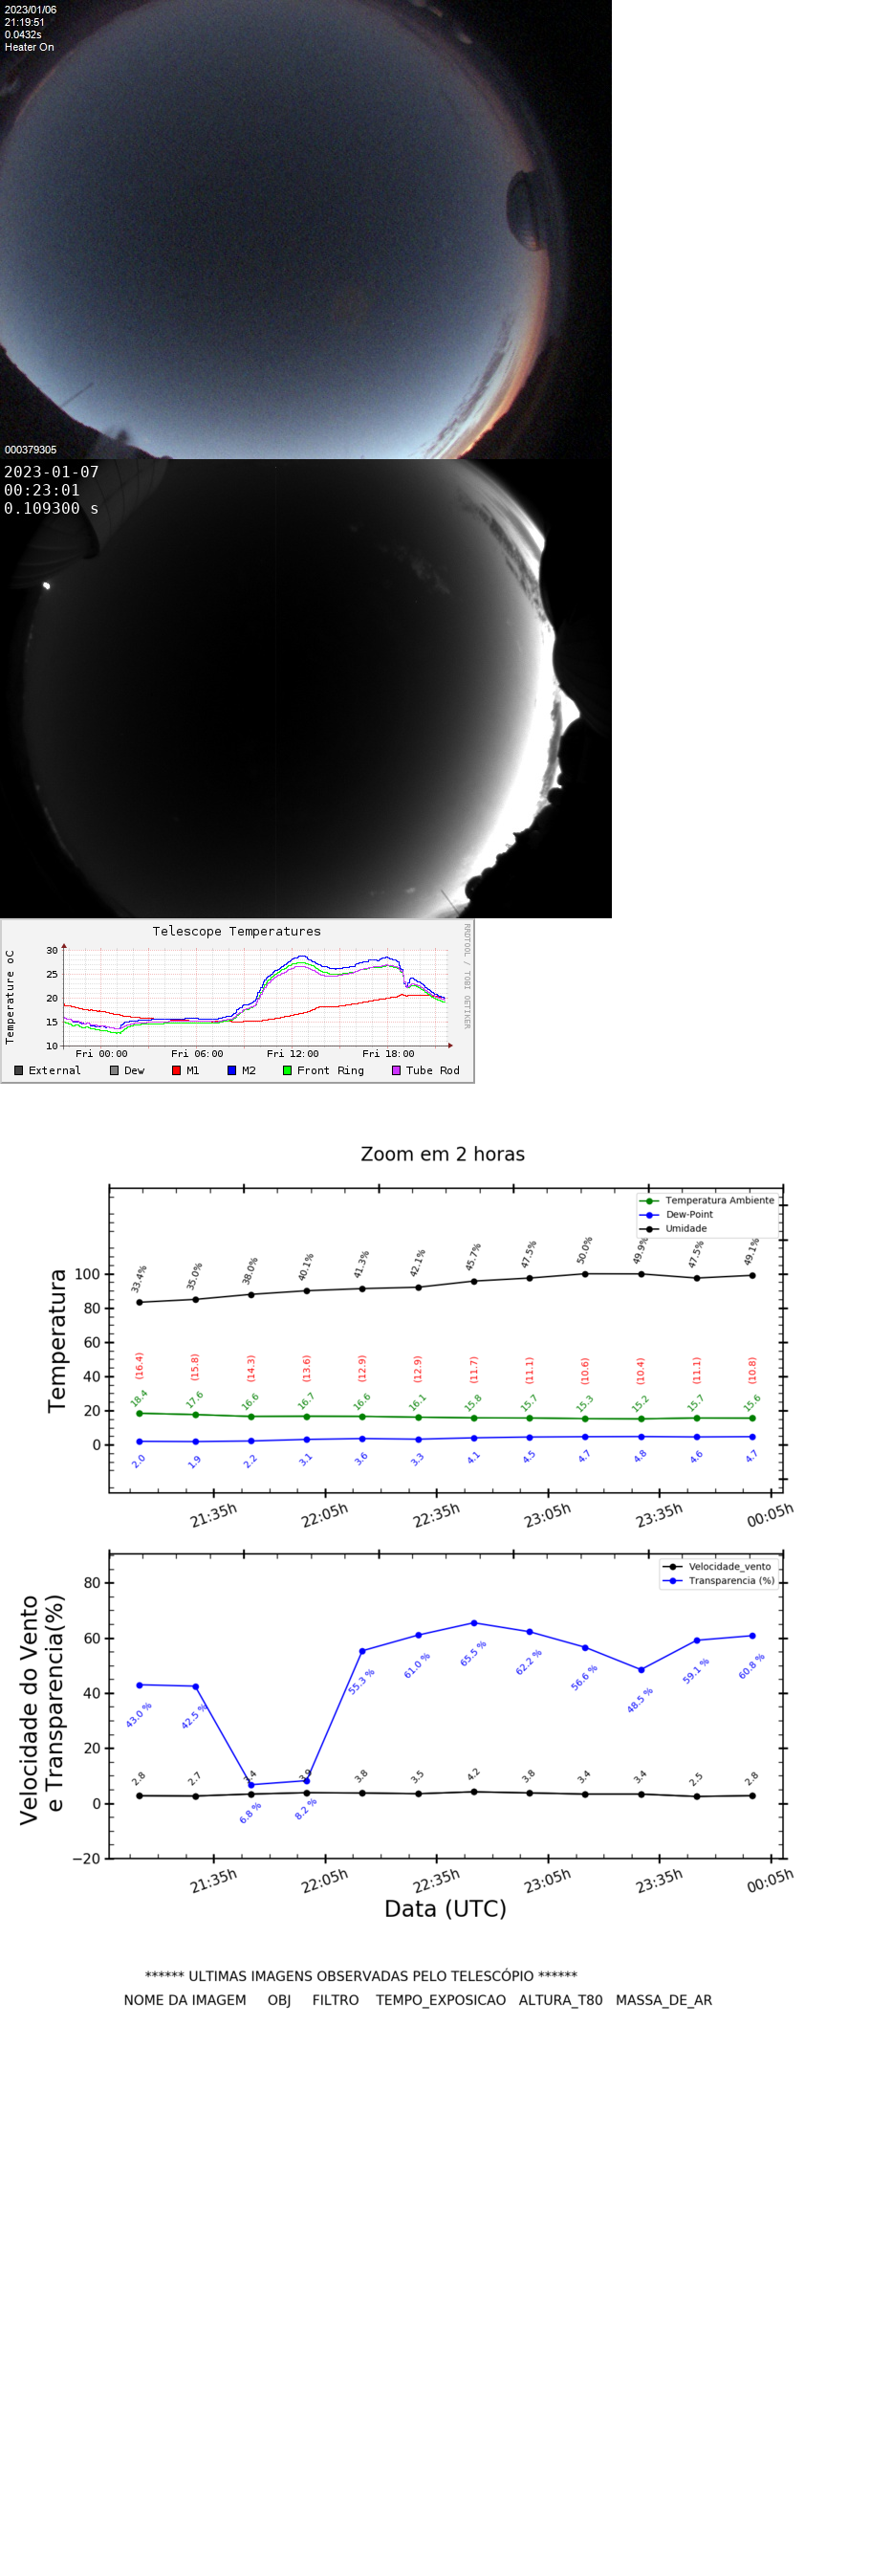 2023/01/06
21:19:51
0.0432s
Heater On
000379305
2023-01-07
00:23:01
0.109300 s
Telescope Temperatures
RRDTOOL / TOBI OETIKER
Temperature oC
30
25
20
15
10
Fri 00:00 Fri 06:00 Fri 12:00 Fri 18:00
External Dew M1 M2 Front Ring Tube Rod
Zoom em 2 horas
Temperatura Ambiente
Dew-Point
Umidade
Temperatura
100
80
60
40
20
0
33.4% 35.0% 38.0% 40.1% 41.3% 42.1% 45.7% 47.5% 50.0% 49.9% 47.5% 49.1%
(16.4) (15.8) (14.3) (13.6) (12.9) (12.9) (11.7) (11.1) (10.6) (10.4) (11.1) (10.8)
18.4 17.6 16.6 16.7 16.6 16.1 15.8 15.7 15.3 15.2 15.7 15.6
2.0 1.9 2.2 3.1 3.6 3.3 4.1 4.5 4.7 4.8 4.6 4.7
21:35h 22:05h 22:35h 23:05h 23:35h 00:05h
Velocidade_vento
Transparencia (%)
Velocidade do Vento
e Transparencia(%)
80
60
40
20
0
−20
43.0 % 42.5 % 6.8 % 8.2 % 55.3 % 61.0 % 65.5 % 62.2 % 56.6 % 48.5 % 59.1 % 60.8 %
2.8 2.7 3.4 3.9 3.8 3.5 4.2 3.8 3.4 3.4 2.5 2.8
21:35h 22:05h 22:35h 23:05h 23:35h 00:05h
Data (UTC)
****** ULTIMAS IMAGENS OBSERVADAS PELO TELESCÓPIO ******
NOME DA IMAGEM OBJ FILTRO TEMPO_EXPOSICAO ALTURA_T80 MASSA_DE_AR